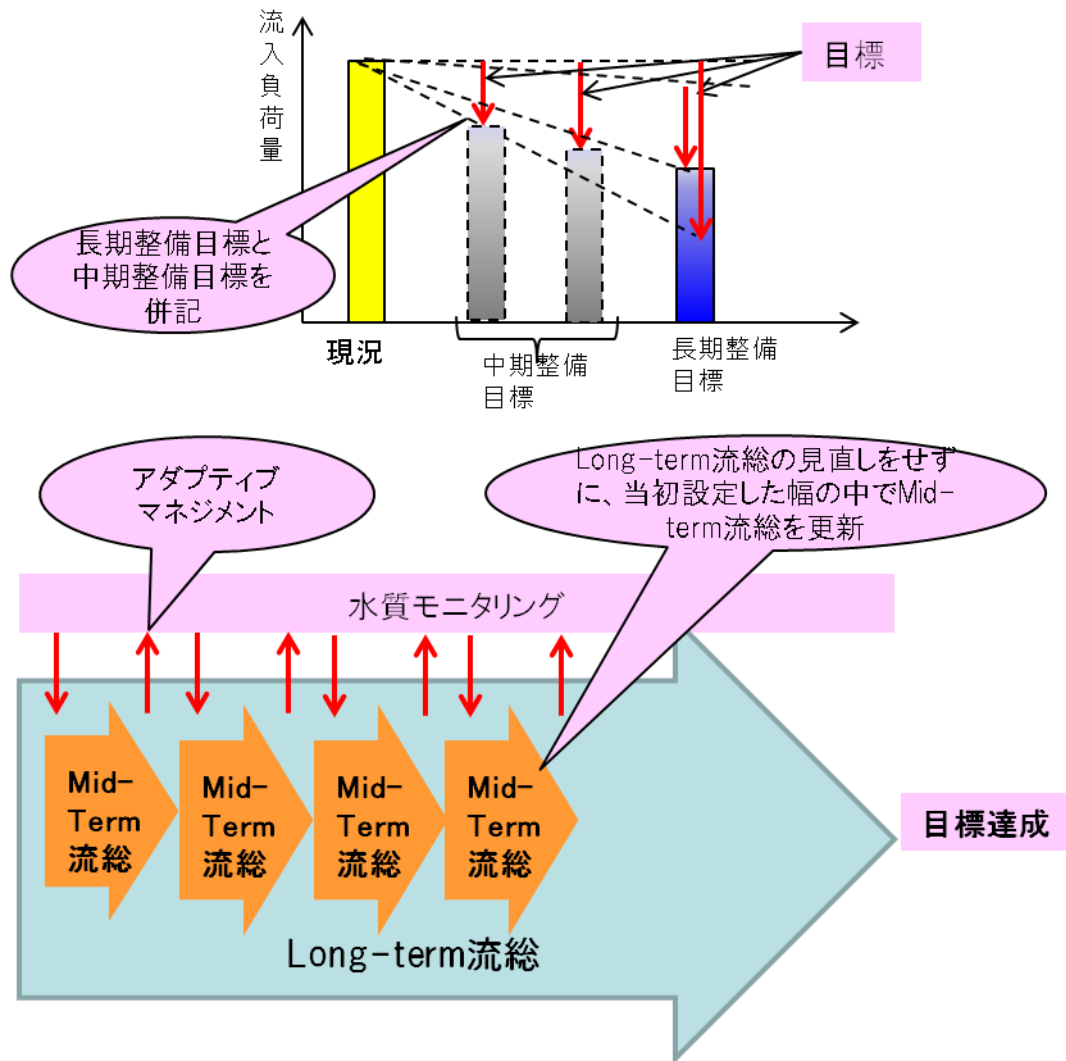 流入負荷量
目標
長期整備目標と
中期整備目標を
併記
現況
中期整備
目標
長期整備
目標
アダプティブ
マネジメント
Long-term流総の見直しをせず
に、当初設定した幅の中でMid-
term流総を更新
水質モニタリング
Mid-
Term
流総
Mid-
Term
流総
Mid-
Term
流総
Mid-
Term
流総
目標達成
Long-term流総